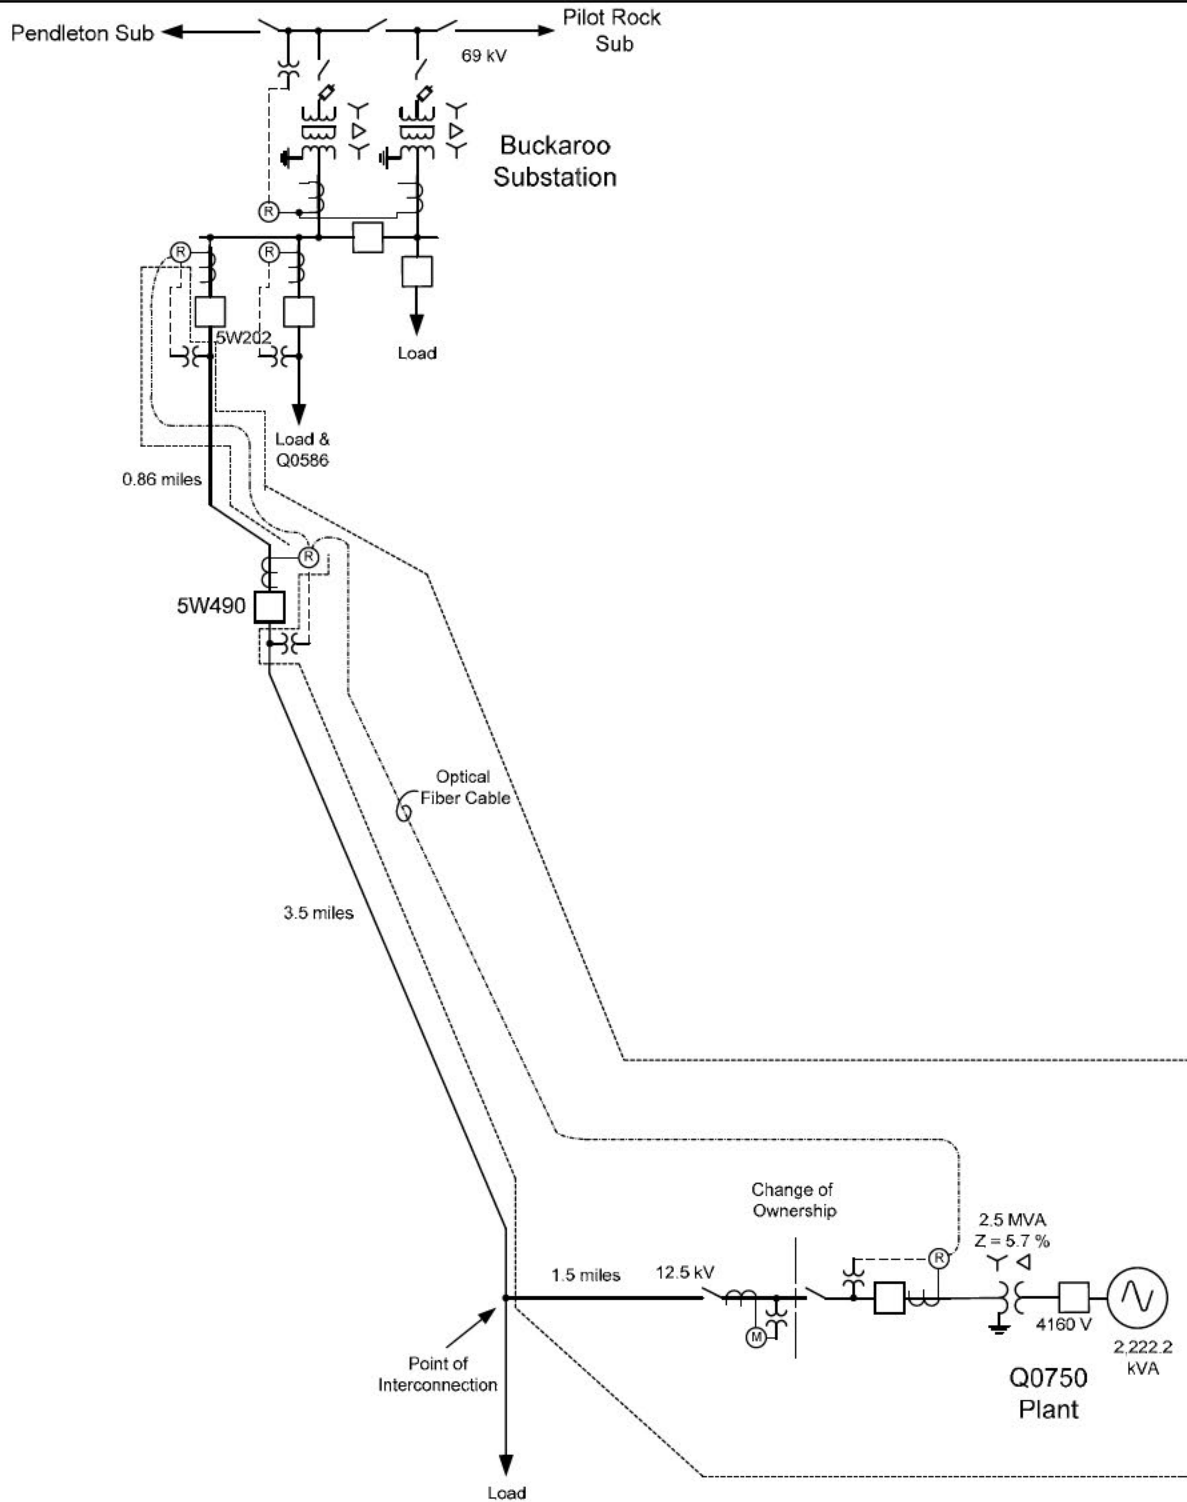 Pendleton Sub
Pilot Rock
Sub
69 kV
Buckaroo
Substation
R
R
R
5W202
Load
Load &
Q0586
0.86 miles
R
5W490
Optical
Fiber Cable
3.5 miles
Change of
Ownership
2.5 MVA
Z = 5.7 %
R
1.5 miles
12.5 kV
M
4160 V
2,222.2
kVA
Point of
Interconnection
Q0750
Plant
Load